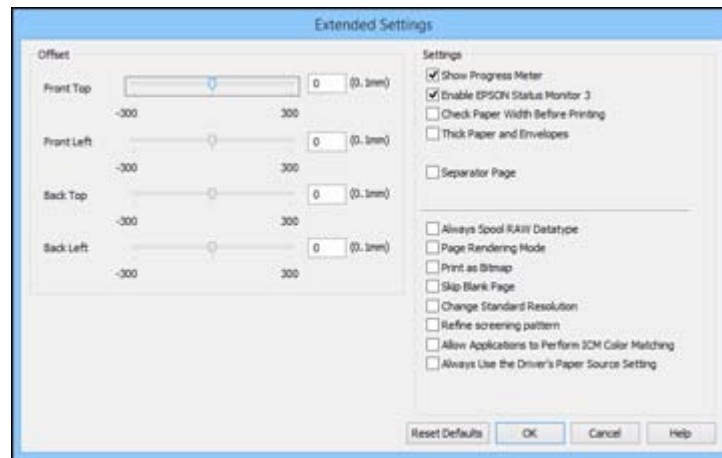 Extended Settings
Offset
Front Top
0
(0.1mm)
-300
300
Front Left
0
(0.1mm)
-300
300
Back Top
0
(0.1mm)
-300
300
Back Left
0
(0.1mm)
-300
300
Settings
Show Progress Meter
Enable EPSON Status Monitor 3
Check Paper Width Before Printing
Thick Paper and Envelopes
Separator Page
Always Spool RAW Datatype
Page Rendering Mode
Print as Bitmap
Skip Blank Page
Change Standard Resolution
Refine screening pattern
Allow Applications to Perform ICM Color Matching
Always Use the Driver's Paper Source Setting
Reset Defaults
OK
Cancel
Help